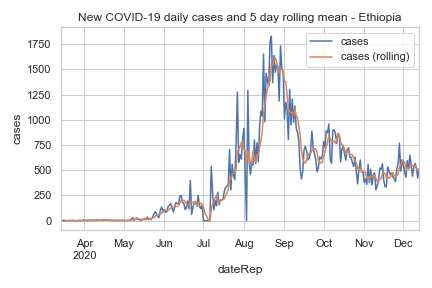 New COVID-19 daily cases and 5 day rolling mean - Ethiopia
cases
cases (rolling)
1750
1500
1250
1000
750
500
250
0
cases
Apr
2020
May
Jun
Jul
Aug
Sep
Oct
Nov
Dec
dateRep